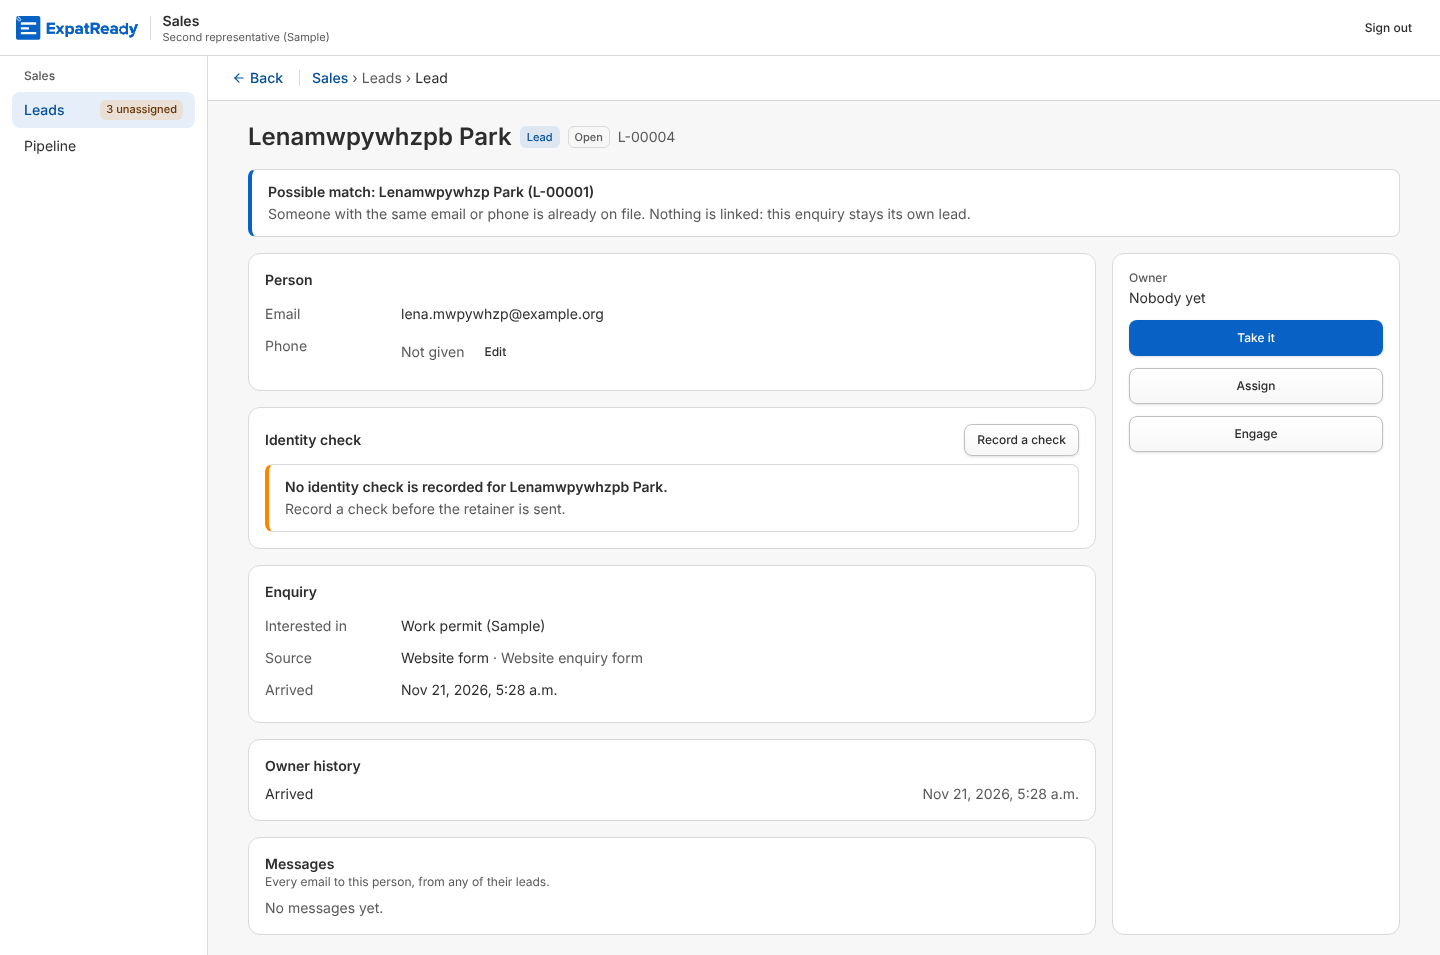 ExpatReady
Sales
Second representative (Sample)
Sign out
Sales
Leads 3 unassigned
Pipeline
← Back Sales › Leads › Lead
Lenamwpywhzpb Park Lead Open L-00004
Possible match: Lenamwpywhzp Park (L-00001)
Someone with the same email or phone is already on file. Nothing is linked: this enquiry stays its own lead.
Person
Email lena.mwpywhzp@example.org
Phone Not given Edit
Identity check Record a check
No identity check is recorded for Lenamwpywhzpb Park.
Record a check before the retainer is sent.
Enquiry
Interested in Work permit (Sample)
Source Website form · Website enquiry form
Arrived Nov 21, 2026, 5:28 a.m.
Owner history
Arrived Nov 21, 2026, 5:28 a.m.
Messages
Every email to this person, from any of their leads.
No messages yet.
Owner
Nobody yet
Take it
Assign
Engage